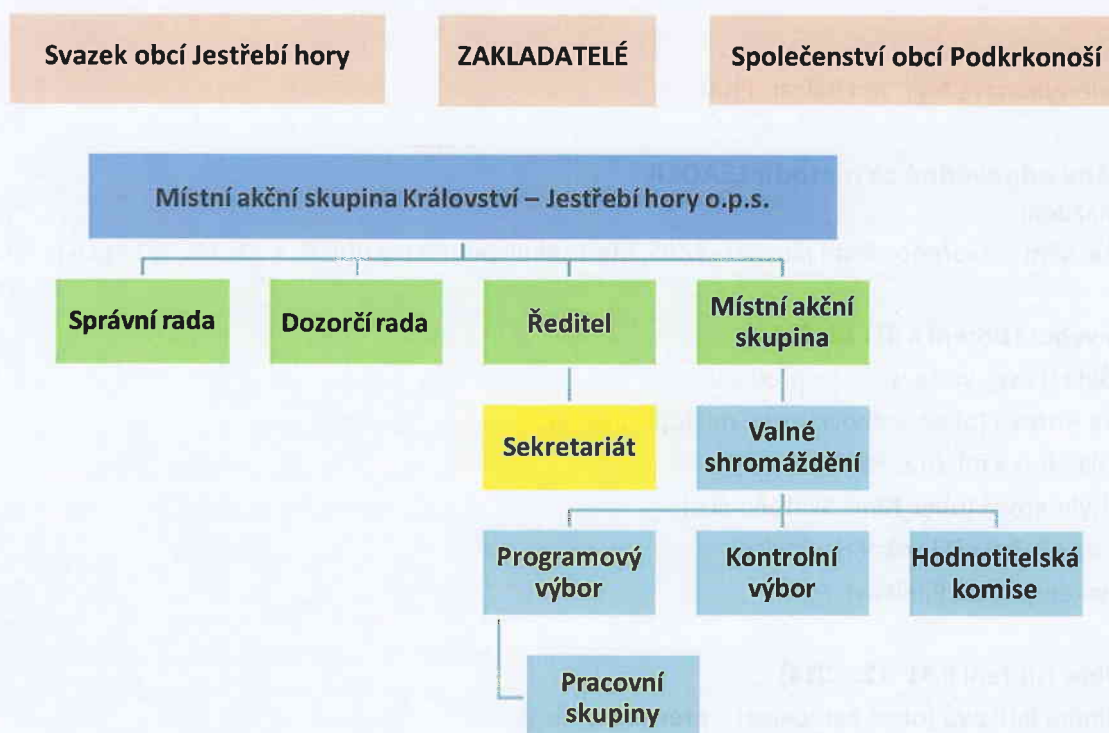 Svazek obcí Jestřebí hory
ZAKLADATELÉ
Společenství obcí Podkrkonoší
Místní akční skupina Království – Jestřebí hory o.p.s.
Správní rada
Dozorčí rada
Ředitel
Místní akční
skupina
Sekretariát
Valné
shromáždění
Programový
výbor
Kontrolní
výbor
Hodnotitelská
komise
Pracovní
skupiny